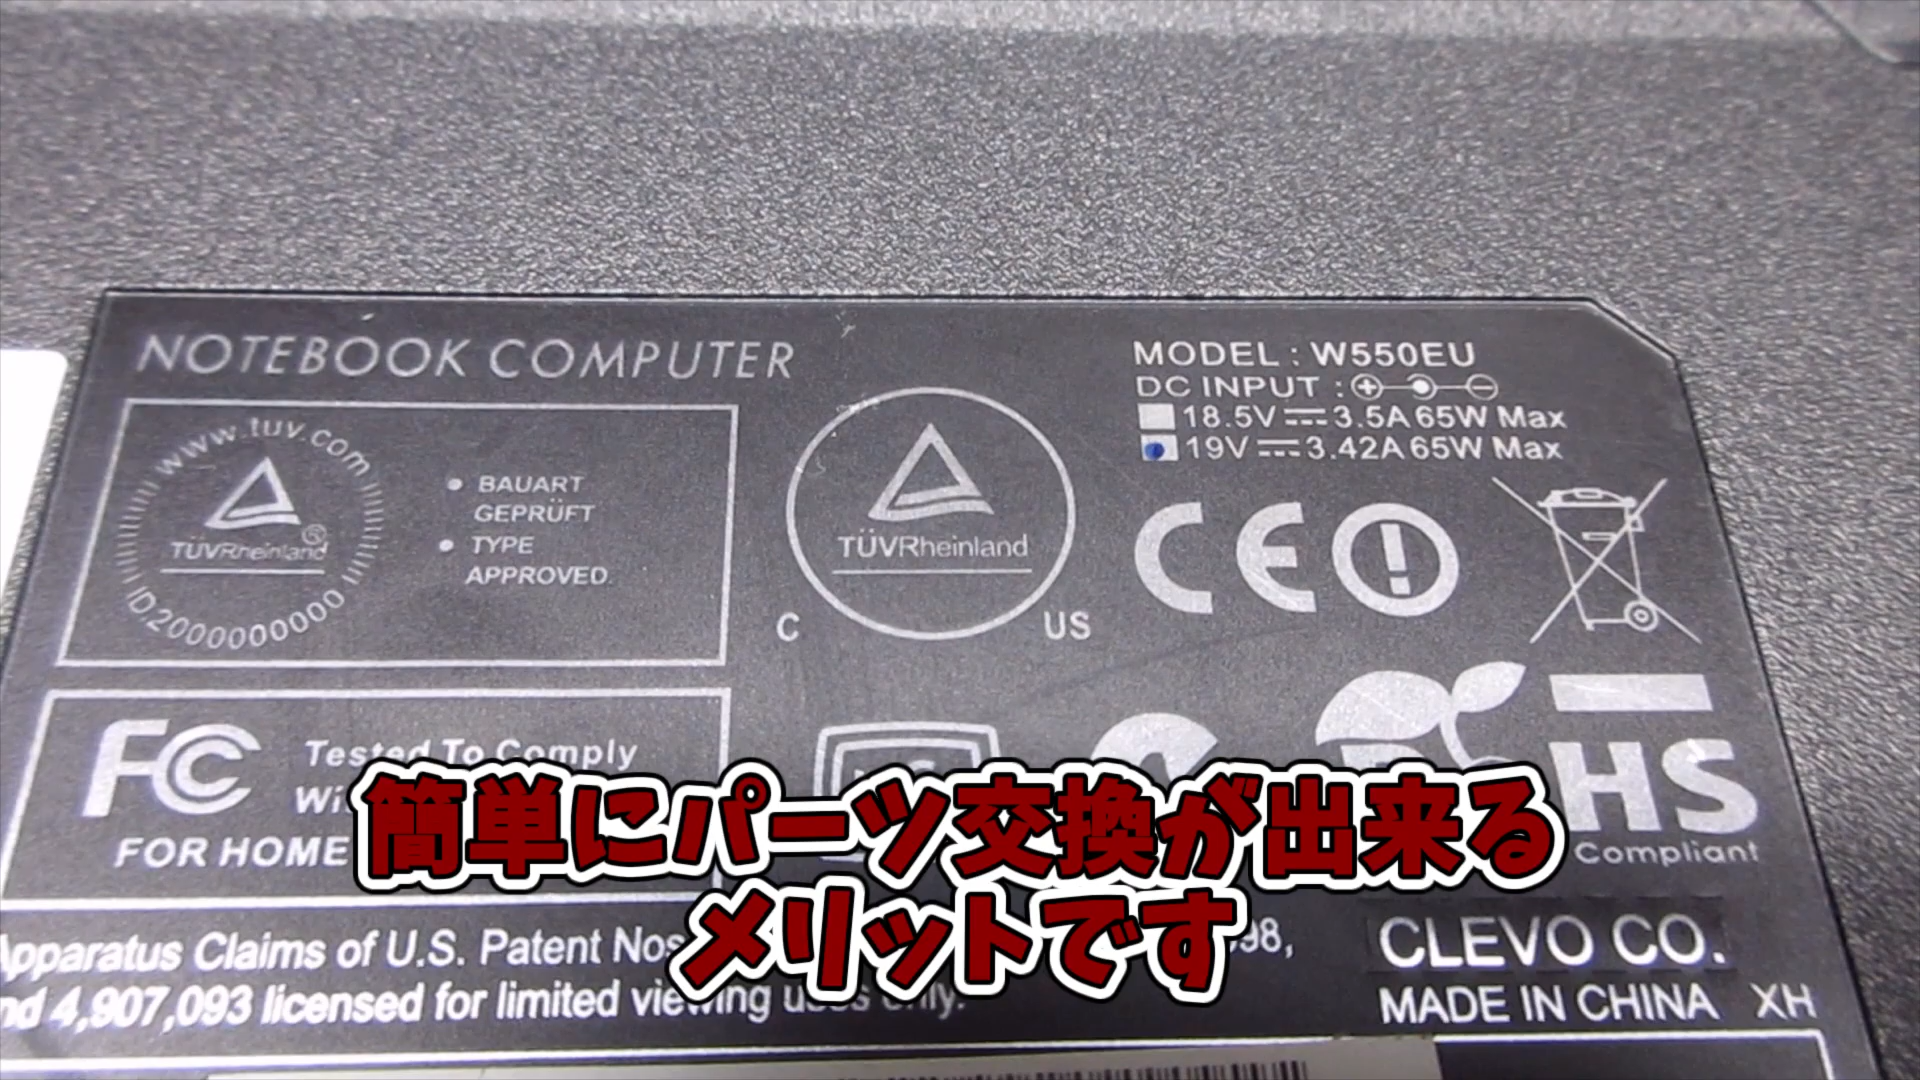 NOTEBOOK COMPUTER
www.tuv.com
TÜVRheinland®
ID.2000000000
BAUART
GEPRÜFT
TYPE
APPROVED.
TÜVRheinland
C US
MODEL : W550EU
DC INPUT :
18.5V 3.5A 65W Max
19V 3.42A 65W Max
CE
FC
Tested To Comply
FOR HOME
HS
Compliant
簡単にパーツ交換が出来る
メリットです
Apparatus Claims of U.S. Patent Nos
98,
4,907,093 licensed for limited viewing uses only.
CLEVO CO.
MADE IN CHINA XH